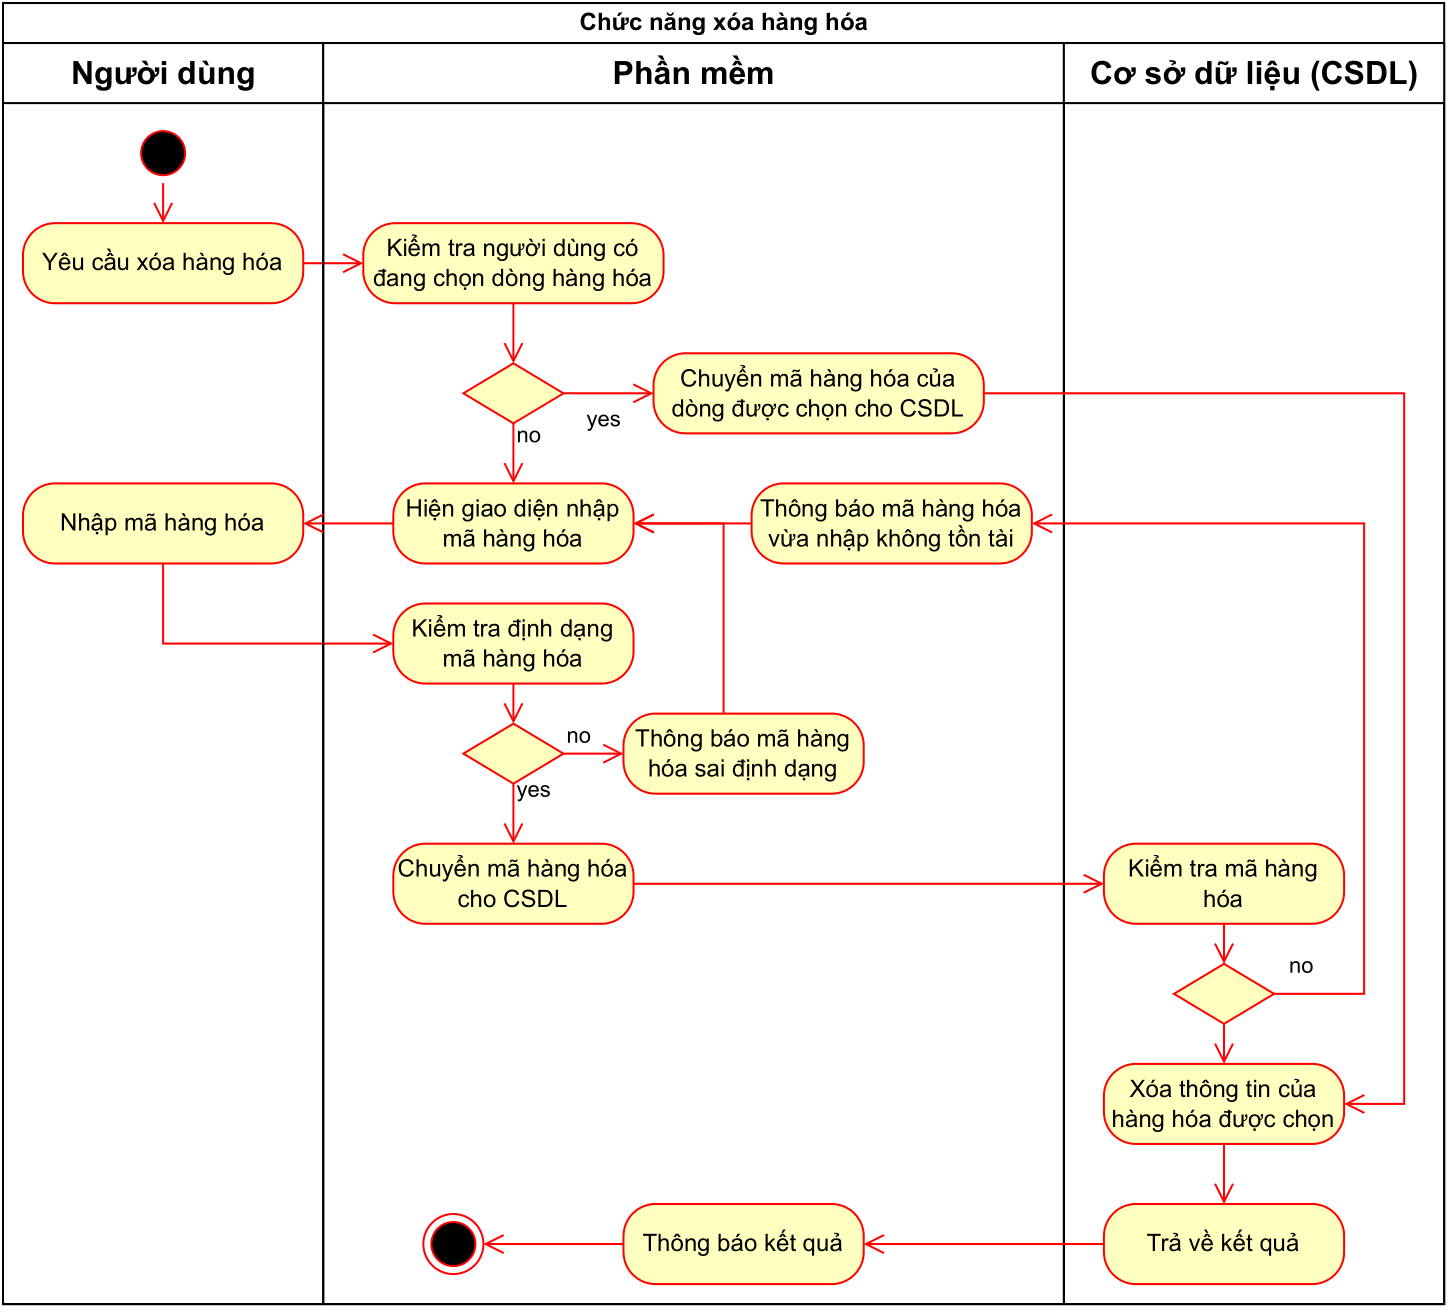 Chức năng xóa hàng hóa
Người dùng
Phần mềm
Cơ sở dữ liệu (CSDL)
Yêu cầu xóa hàng hóa
Kiểm tra người dùng có
đang chọn dòng hàng hóa
Chuyển mã hàng hóa của
dòng được chọn cho CSDL
yes
no
Nhập mã hàng hóa
Hiện giao diện nhập
mã hàng hóa
Thông báo mã hàng hóa
vừa nhập không tồn tài
Kiểm tra định dạng
mã hàng hóa
no
Thông báo mã hàng
hóa sai định dạng
yes
Chuyển mã hàng hóa
cho CSDL
Kiểm tra mã hàng
hóa
no
Xóa thông tin của
hàng hóa được chọn
Thông báo kết quả
Trả về kết quả